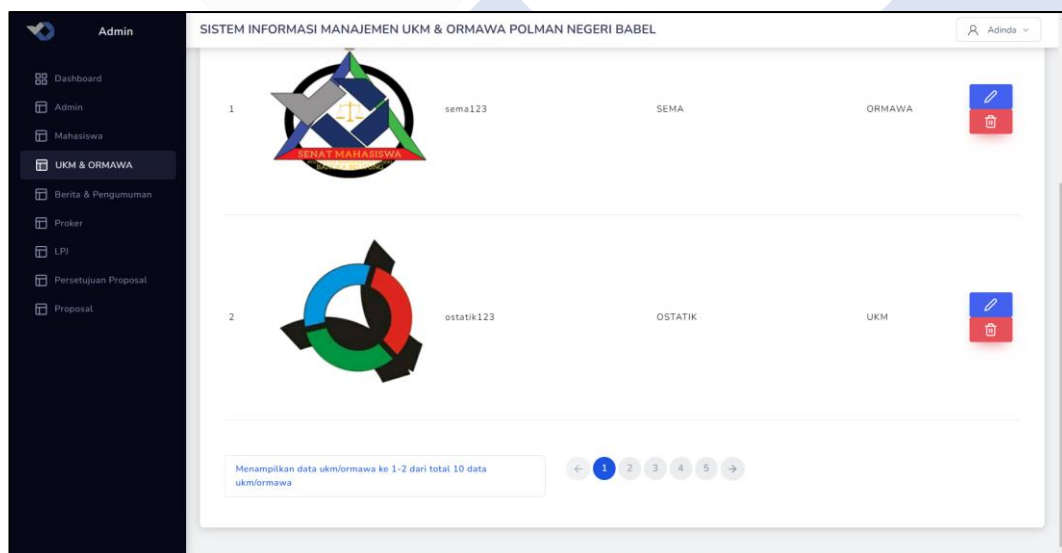 Admin
SISTEM INFORMASI MANAJEMEN UKM & ORMAWA POLMAN NEGERI BABEL
Adinda
Dashboard
Admin
Mahasiswa
UKM & ORMAWA
Berita & Pengumuman
Proker
LPJ
Persetujuan Proposal
Proposal
1 sema123 SEMA ORMAWA
SENAT MAHASISWA
2 ostatik123 OSTATIK UKM
Menampilkan data ukm/ormawa ke 1-2 dari total 10 data
ukm/ormawa
← 1 2 3 4 5 →